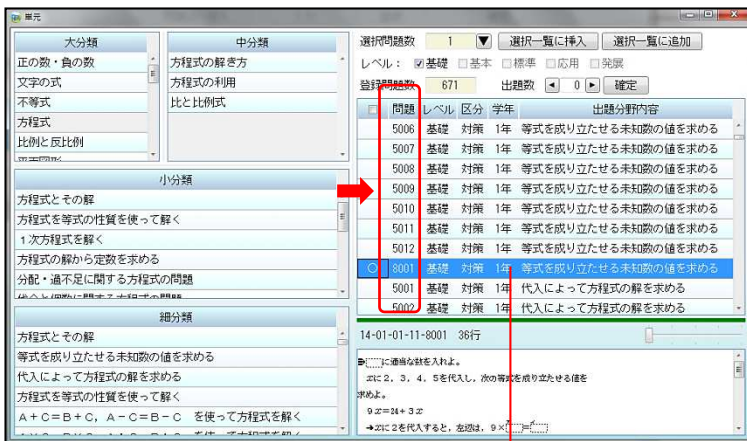 単元
大分類
正の数・負の数
文字の式
不等式
方程式
比例と反比例
中分類
方程式の解き方
方程式の利用
比と比例式
小分類
方程式とその解
方程式を等式の性質を使って解く
1次方程式を解く
方程式の解から定数を求める
分配・過不足に関する方程式の問題
細分類
方程式とその解
等式を成り立たせる未知数の値を求める
代入によって方程式の解を求める
方程式を等式の性質を使って解く
A+C=B+C, A-C=B-C を使って方程式を解く
選択問題数 1 ▼ 選択一覧に挿入 選択一覧に追加
レベル: 基礎 基本 標準 応用 発展
登録問題数 671 出題数 0 確定
問題 レベル 区分 学年 出題分野内容
5006 基礎 対策 1年 等式を成り立たせる未知数の値を求める
5007 基礎 対策 1年 等式を成り立たせる未知数の値を求める
5008 基礎 対策 1年 等式を成り立たせる未知数の値を求める
5009 基礎 対策 1年 等式を成り立たせる未知数の値を求める
5010 基礎 対策 1年 等式を成り立たせる未知数の値を求める
5011 基礎 対策 1年 等式を成り立たせる未知数の値を求める
5012 基礎 対策 1年 等式を成り立たせる未知数の値を求める
○ 8001 基礎 対策 1年 等式を成り立たせる未知数の値を求める
5001 基礎 対策 1年 代入によって方程式の解を求める
5002 基礎 対策 1年 代入によって方程式の解を求める
14-01-01-11-8001 36行
に適当な数を入れよ。
xに2, 3, 4, 5を代入し, 次の等式を成り立たせる値を
求めよ。
9x=24+3x
→xに2を代入すると, 左辺は, 9×